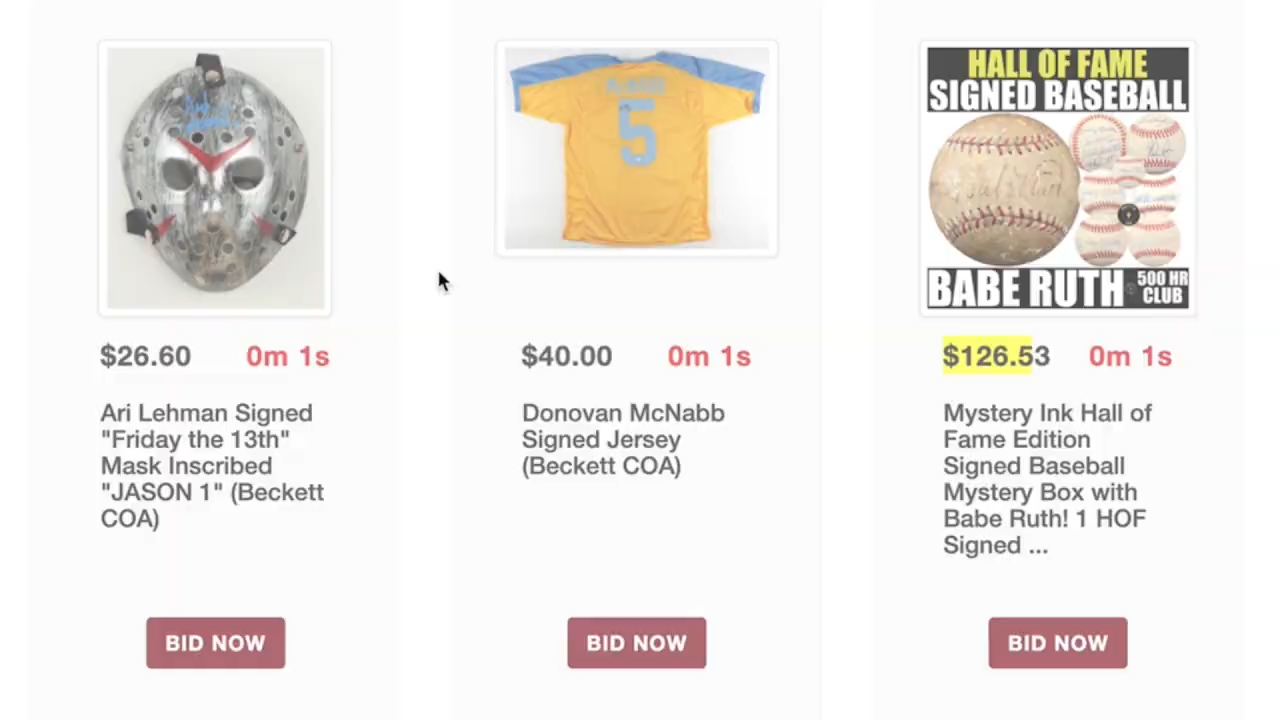 HALL OF FAME
SIGNED BASEBALL
5
BABE RUTH 500 HR CLUB
$26.60 0m 1s
$40.00 0m 1s
$126.53 0m 1s
Ari Lehman Signed
"Friday the 13th"
Mask Inscribed
"JASON 1" (Beckett
COA)
Donovan McNabb
Signed Jersey
(Beckett COA)
Mystery Ink Hall of
Fame Edition
Signed Baseball
Mystery Box with
Babe Ruth! 1 HOF
Signed ...
BID NOW
BID NOW
BID NOW